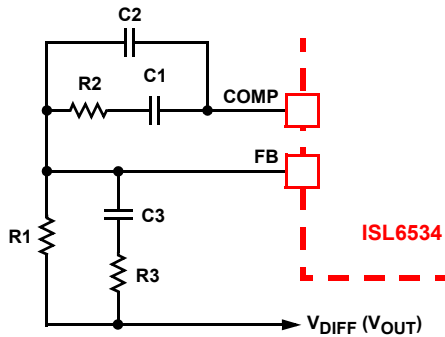 C2
R2
C1
COMP
FB
C3
R1
ISL6534
R3
VDIFF (VOUT)